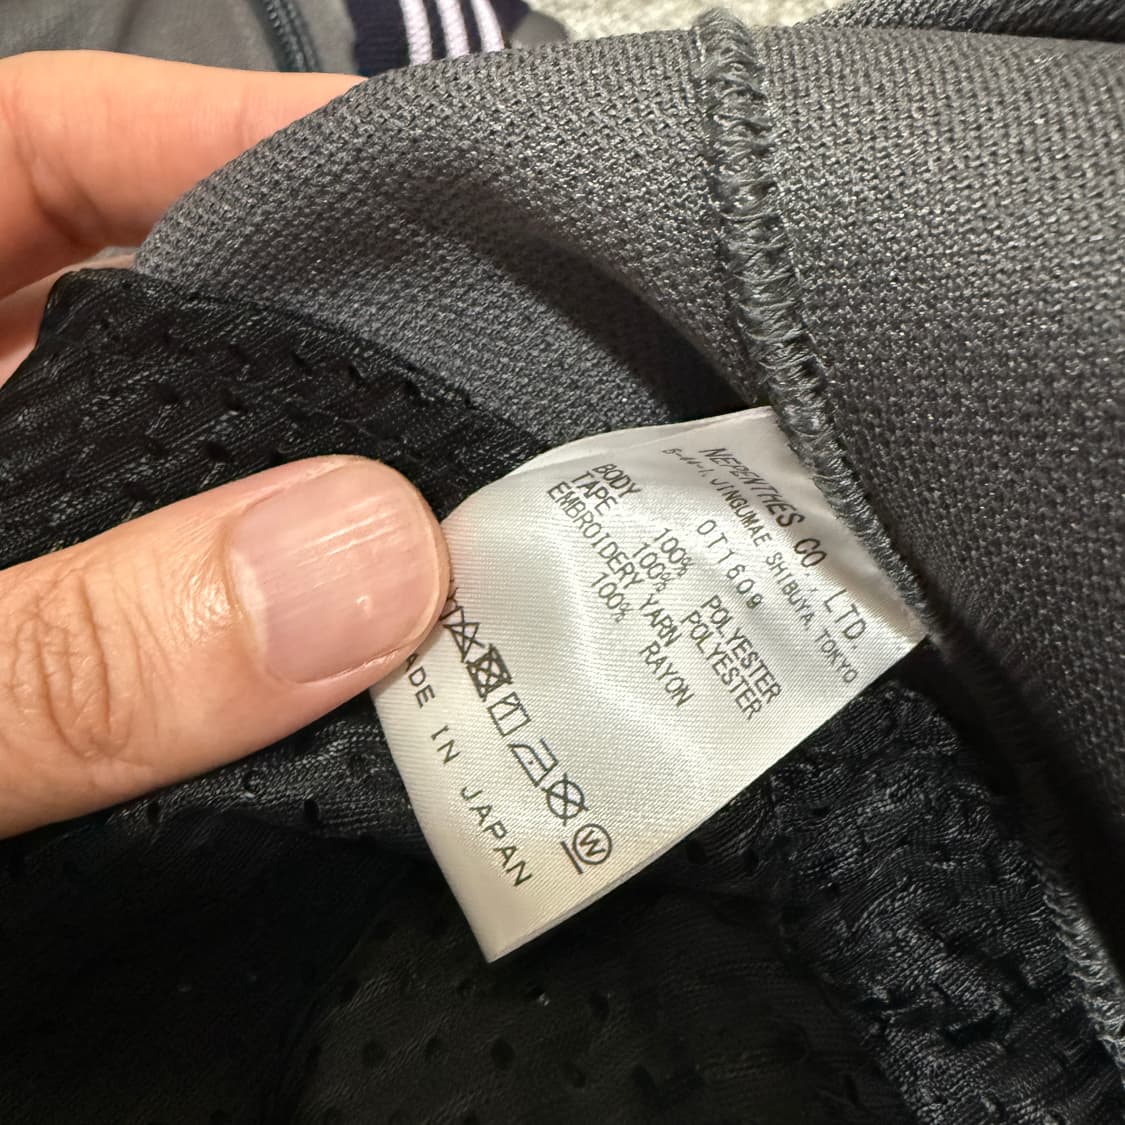 NEPENTHES CO., LTD.
JINGUMAE SHIBUYA, TOKYO
OT1609
BODY 100% POLYESTER
TAPE 100% POLYESTER
EMBROIDERY YARN
100% RAYON
W
ADE IN JAPAN